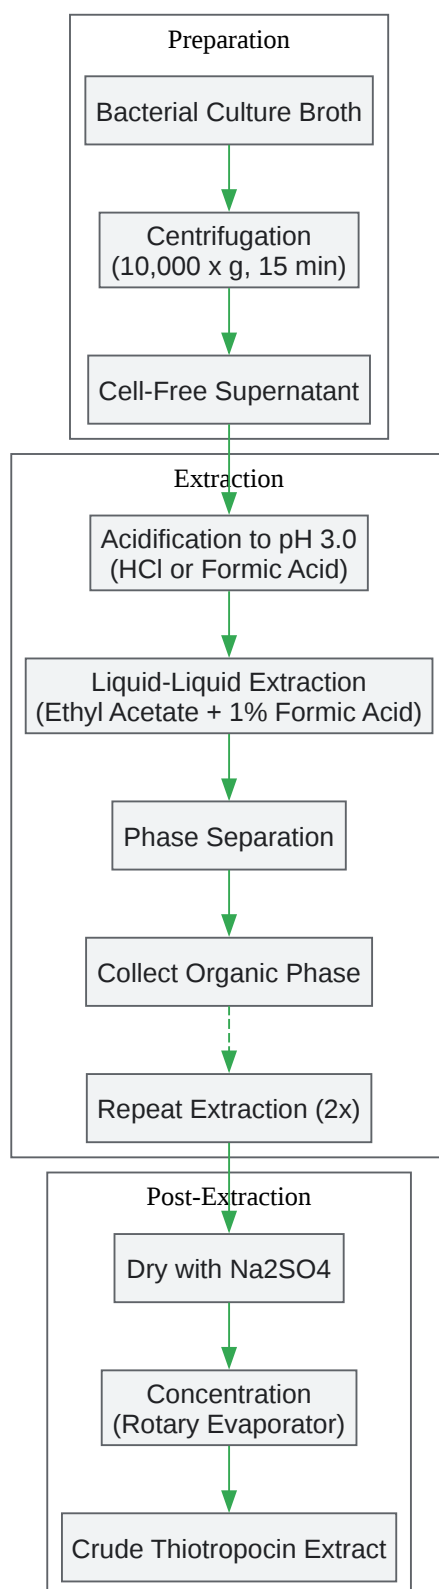 Preparation
Bacterial Culture Broth
Centrifugation
(10,000 x g, 15 min)
Cell-Free Supernatant
Extraction
Acidification to pH 3.0
(HCl or Formic Acid)
Liquid-Liquid Extraction
(Ethyl Acetate + 1% Formic Acid)
Phase Separation
Collect Organic Phase
Repeat Extraction (2x)
Post-Extraction
Dry with Na2SO4
Concentration
(Rotary Evaporator)
Crude Thiotropocin Extract